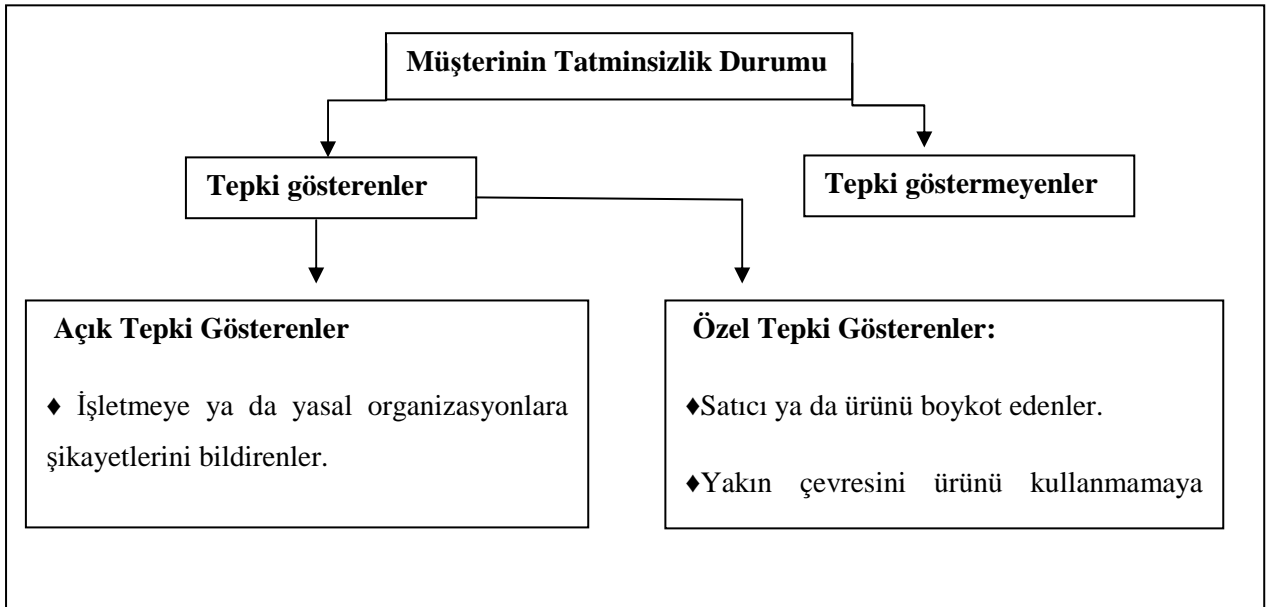 Müşterinin Tatminsizlik Durumu
Tepki gösterenler
Tepki göstermeyenler
Açık Tepki Gösterenler
♦ İşletmeye ya da yasal organizasyonlara
şikayetlerini bildirenler.
Özel Tepki Gösterenler:
♦Satıcı ya da ürünü boykot edenler.
♦Yakın çevresini ürünü kullanmamaya